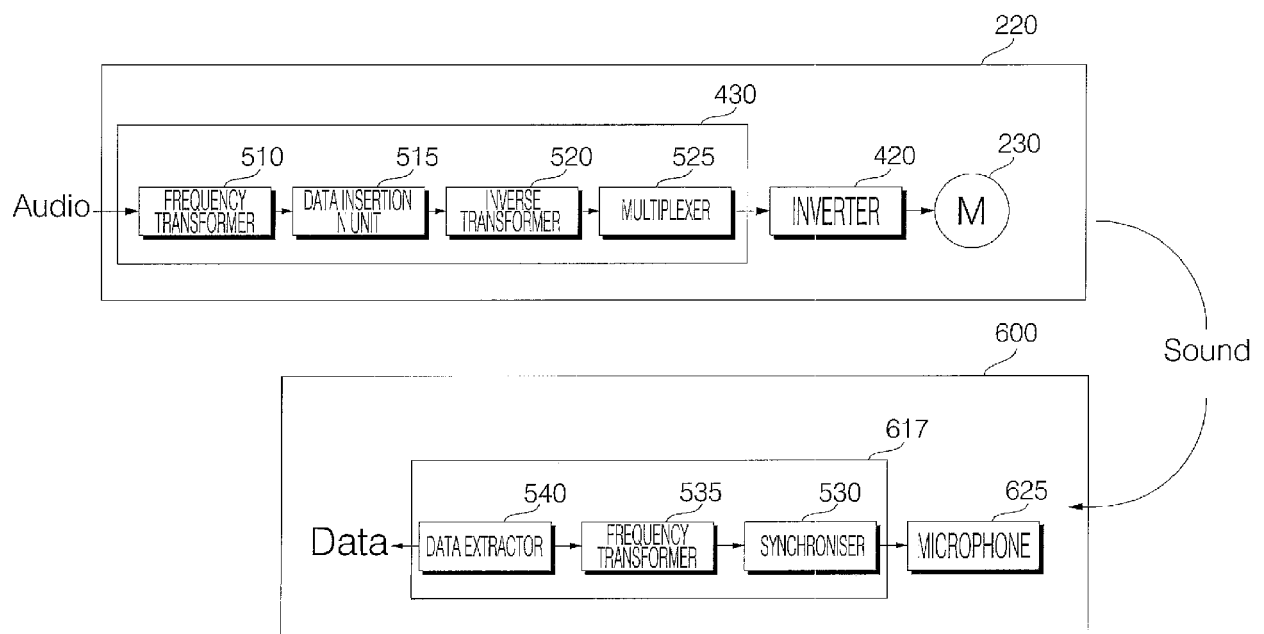 220
430
510
515
520
525
420
230
Audio
FREQUENCY
TRANSFORMER
DATA INSERTION
N UNIT
INVERSE
TRANSFORMER
MULTIPLEXER
INVERTER
M
Sound
600
617
540
535
530
625
Data
DATA EXTRACTOR
FREQUENCY
TRANSFORMER
SYNCHRONISER
MICROPHONE